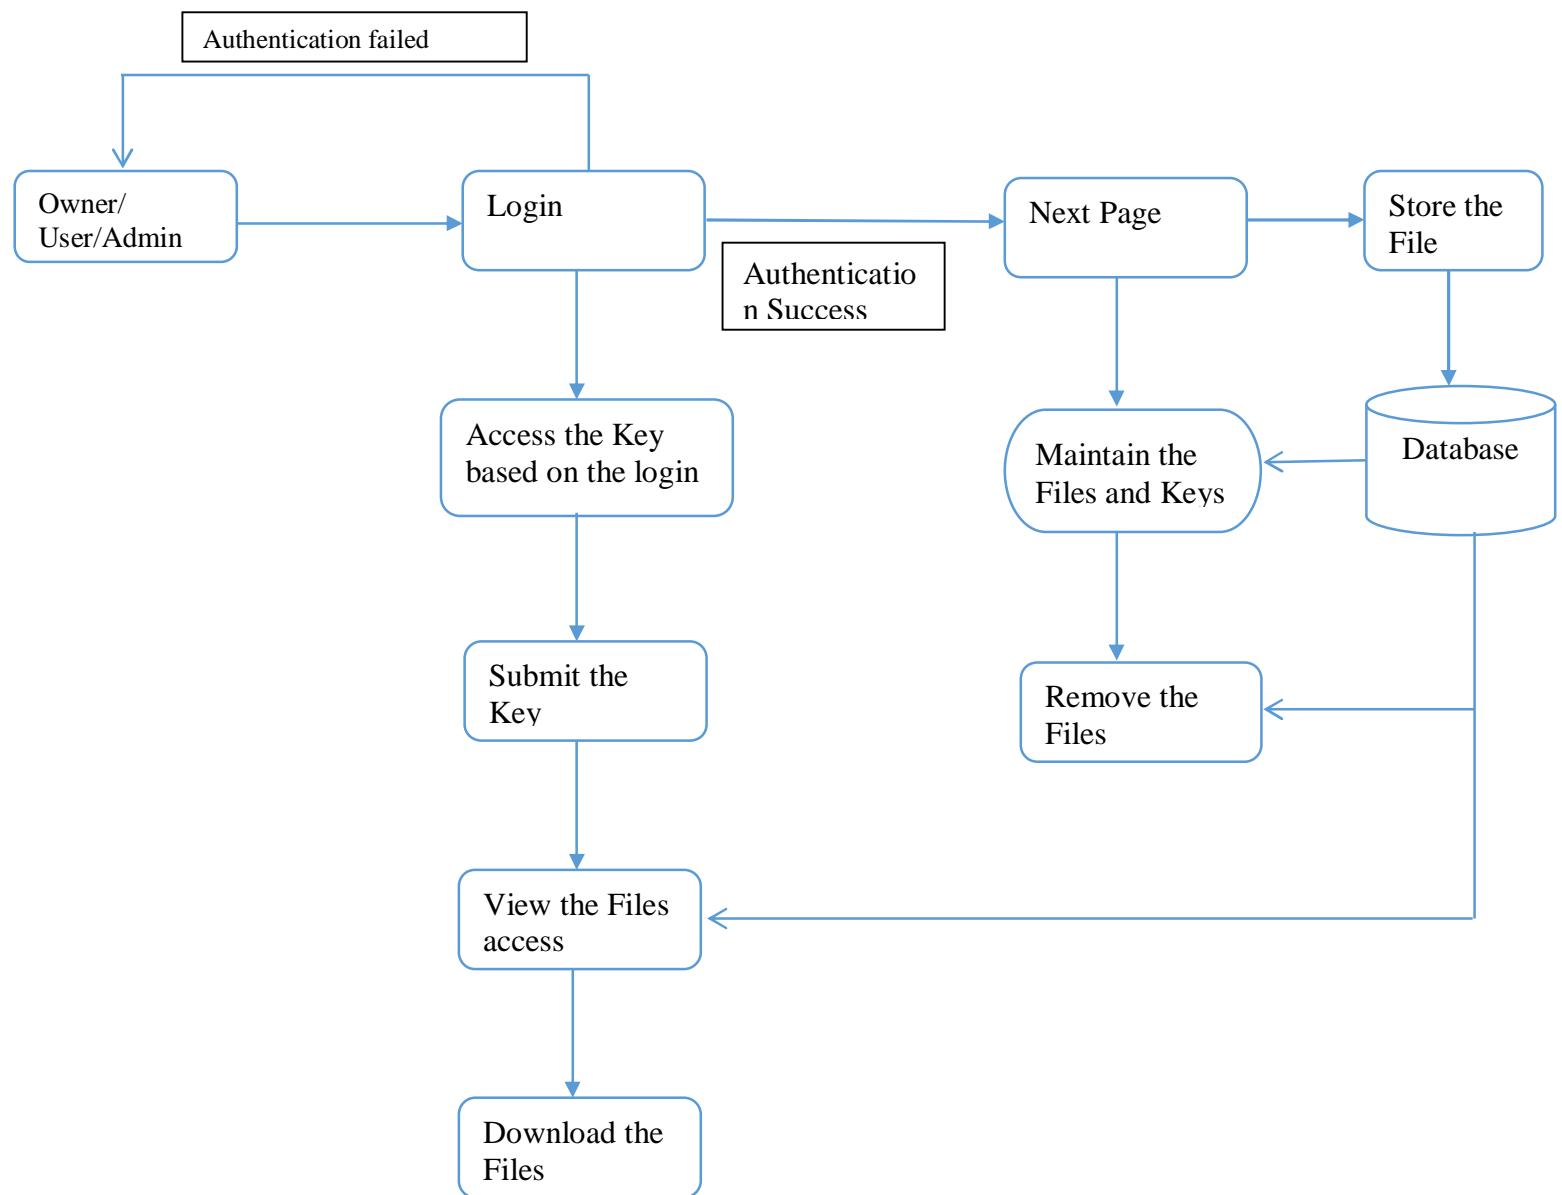 Authentication failed
Owner/
User/Admin
Login
Next Page
Store the
File
Authenticatio
n Success
Access the Key
based on the login
Maintain the
Files and Keys
Database
Submit the
Key
Remove the
Files
View the Files
access
Download the
Files